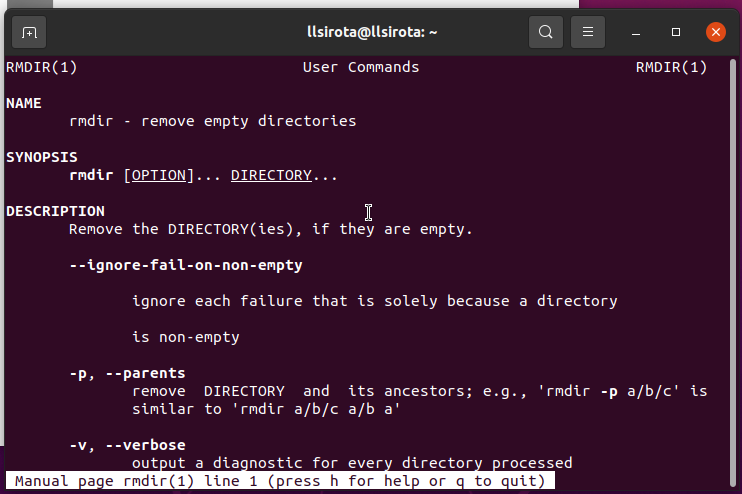 llsirota@llsirota: ~
RMDIR(1) User Commands RMDIR(1)
NAME
rmdir - remove empty directories
SYNOPSIS
rmdir [OPTION]... DIRECTORY...
DESCRIPTION
Remove the DIRECTORY(ies), if they are empty.
--ignore-fail-on-non-empty
ignore each failure that is solely because a directory
is non-empty
-p, --parents
remove DIRECTORY and its ancestors; e.g., 'rmdir -p a/b/c' is
similar to 'rmdir a/b/c a/b a'
-v, --verbose
output a diagnostic for every directory processed
Manual page rmdir(1) line 1 (press h for help or q to quit)